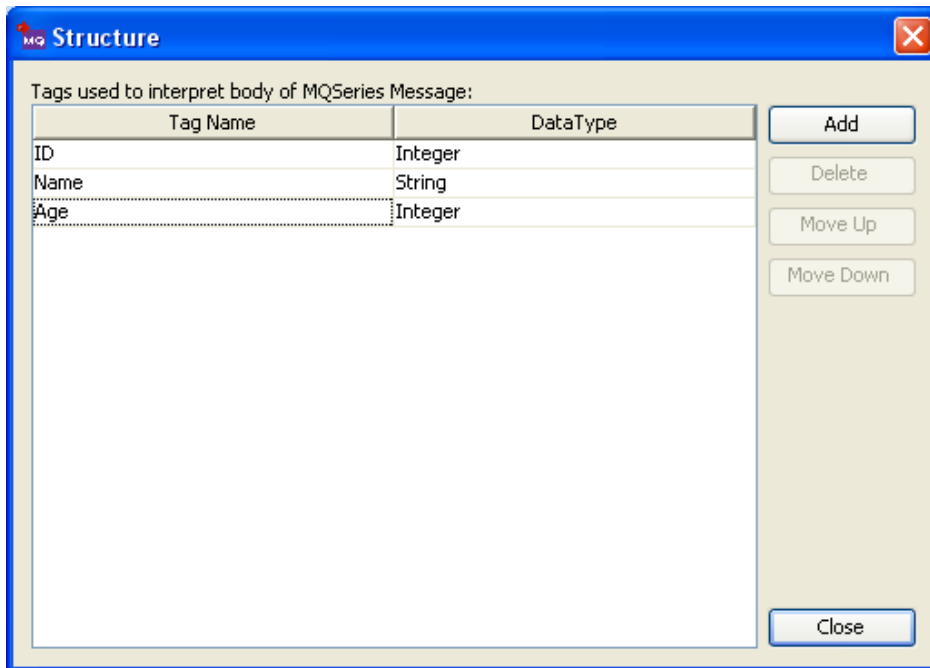 MQ Structure
Tags used to interpret body of MQSeries Message:
Tag Name DataType Add
ID Integer
Name String Delete
Age Integer Move Up
Move Down
Close